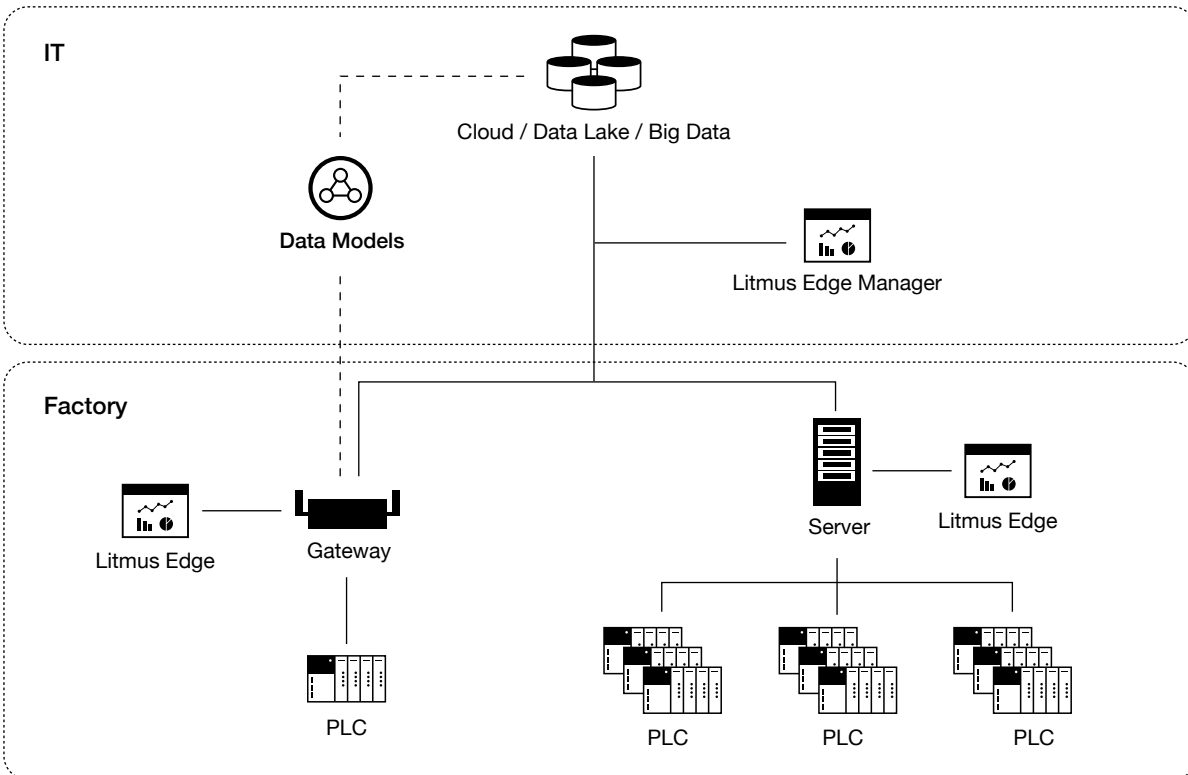 IT
Cloud / Data Lake / Big Data
Data Models
Litmus Edge Manager
Factory
Litmus Edge
Gateway
Server
Litmus Edge
PLC
PLC
PLC
PLC